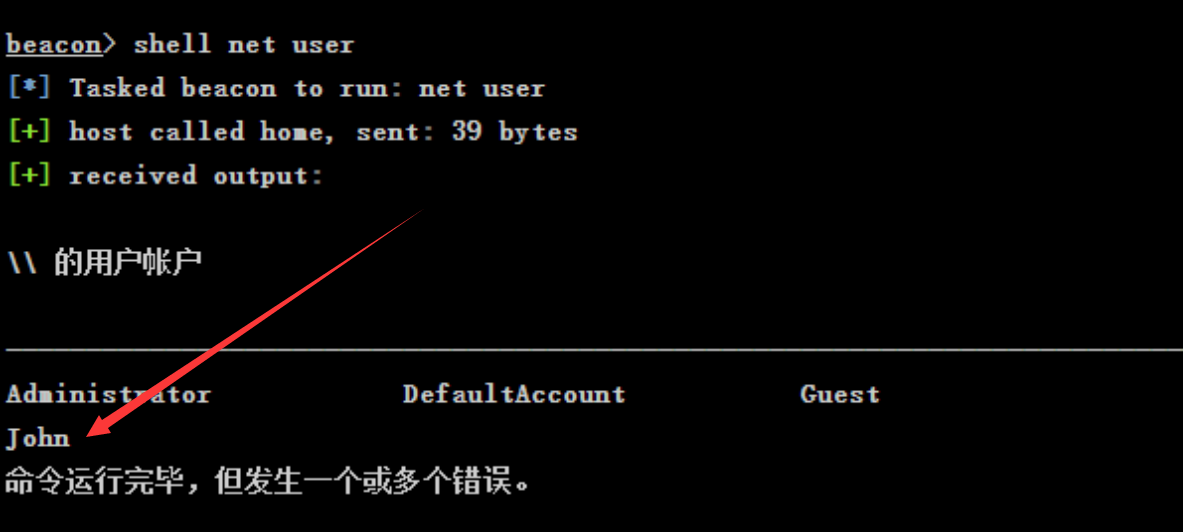 beacon> shell net user
[*] Tasked beacon to run: net user
[+] host called home, sent: 39 bytes
[+] received output:
\\ 的用户帐户
Administrator DefaultAccount Guest
John
命令运行完毕，但发生一个或多个错误。